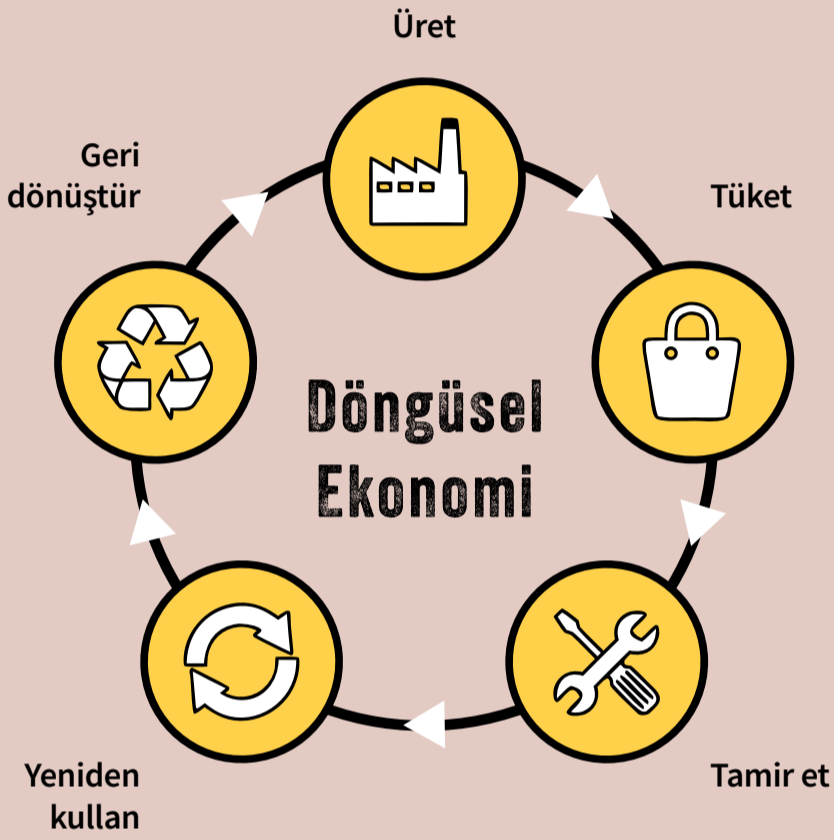 Üret
Geri
dönüştür
Tüket
Döngüsel
Ekonomi
Yeniden
kullan
Tamir et